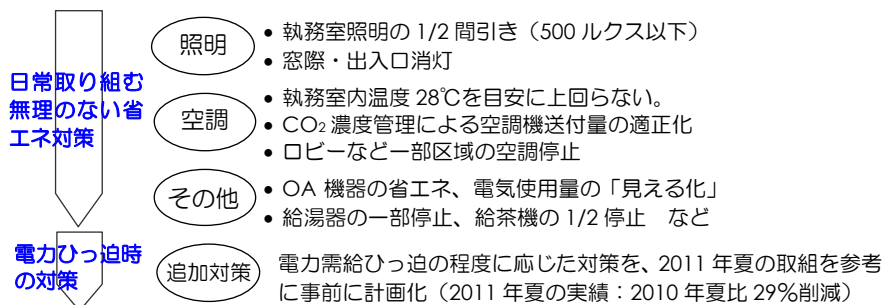 照明
• 執務室照明の 1/2 間引き（500 ルクス以下）
• 窓際・出入口消灯
日常取り組む
無理のない省
エネ対策
空調
• 執務室内温度 28℃を目安に上回らない。
• CO₂ 濃度管理による空調機送付量の適正化
• ロビーなど一部区域の空調停止
その他
• OA 機器の省エネ、電気使用量の「見える化」
• 給湯器の一部停止、給茶機の 1/2 停止　など
電力ひっ迫時
の対策
追加対策
電力需給ひっ迫の程度に応じた対策を、2011 年夏の取組を参考
に事前に計画化（2011 年夏の実績：2010 年夏比 29％削減）